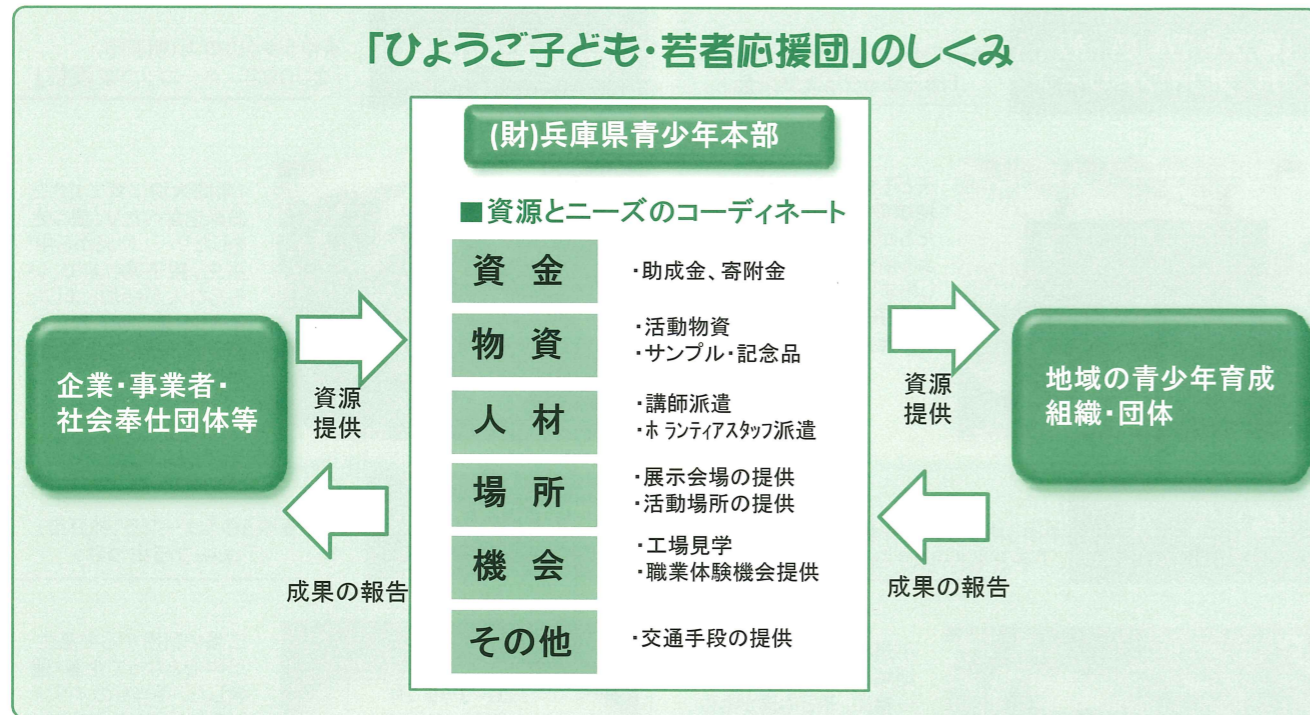 「ひょうご子ども・若者応援団」のしくみ
(財)兵庫県青少年本部
■資源とニーズのコーディネート
資金
・助成金、寄附金
物資
・活動物資
・サンプル・記念品
人材
・講師派遣
・ホ ランティアスタッフ派遣
場所
・展示会場の提供
・活動場所の提供
機会
・工場見学
・職業体験機会提供
その他
・交通手段の提供
企業・事業者・
社会奉仕団体等
資源
提供
成果の報告
資源
提供
成果の報告
地域の青少年育成
組織・団体